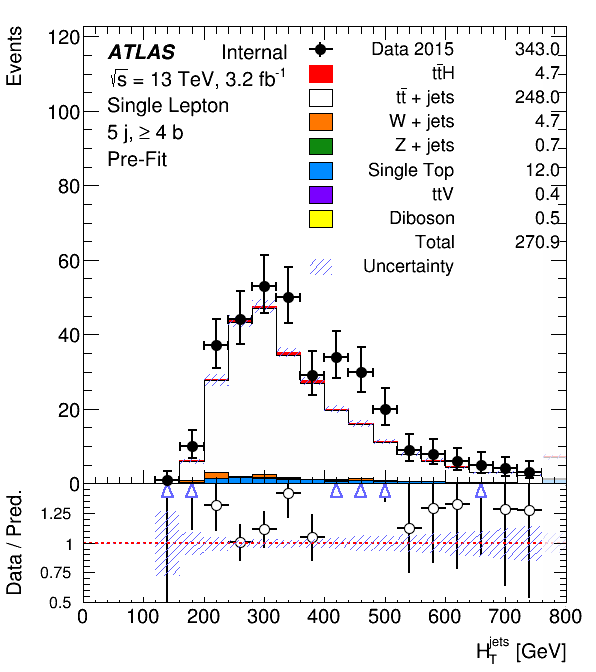 Events
120
100
80
60
40
20
0
ATLAS Internal
√s = 13 TeV, 3.2 fb-1
Single Lepton
5 j, ≥ 4 b
Pre-Fit
Data 2015 343.0
tt̄H 4.7
tt̄ + jets 248.0
W + jets 4.7
Z + jets 0.7
Single Top 12.0
ttV 0.4
Diboson 0.5
Total 270.9
Uncertainty
Data / Pred.
1.25
1
0.75
0.5
0 100 200 300 400 500 600 700 800
H_T^jets [GeV]